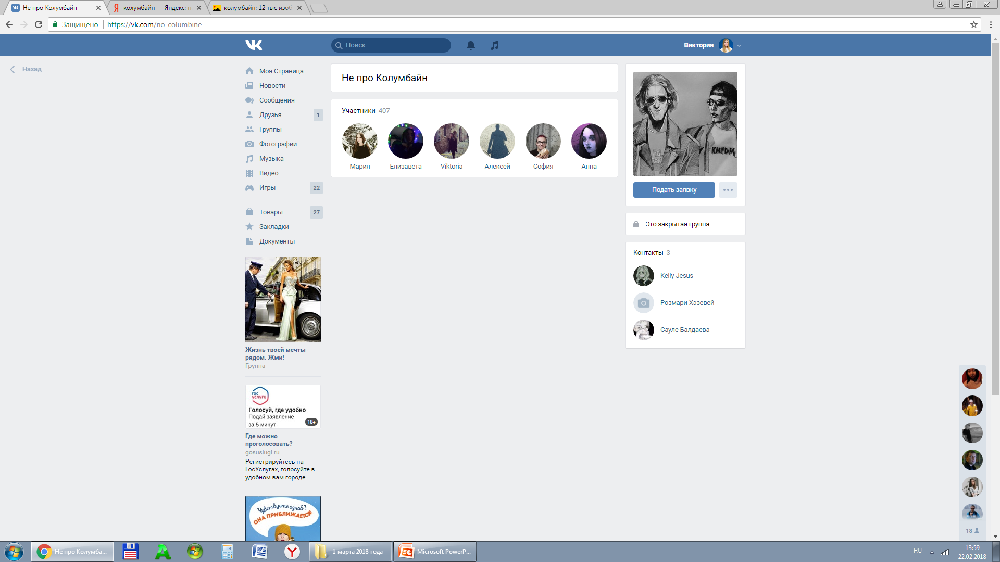 Не про Колумбайн
колумбайн — Яндекс: н
колумбайн: 12 тыс изоб
Защищено
https://vk.com/no_columbine
Поиск
Виктория
Назад
Моя Страница
Новости
Сообщения
Друзья 1
Группы
Фотографии
Музыка
Видео
Игры 22
Товары 27
Закладки
Документы
Жизнь твоей мечты
рядом. Жми!
Группа
гос
услуги
Голосуй, где удобно
Подай заявление
за 5 минут
18+
Где можно
проголосовать?
gosuslugi.ru
Регистрируйтесь на
ГосУслугах, голосуйте в
удобном вам городе
Чувствуете озноб?
ОНА ПРИБЛИЖАЕТСЯ!
Не про Колумбайн
Участники 407
Мария
Елизавета
Viktoria
Алексей
София
Анна
KMFDM
Подать заявку
Это закрытая группа
Контакты 3
Kelly Jesus
Розмари Хэзевей
Сауле Балдаева
18
Не про Колумба...
1 марта 2018 года
Microsoft PowerP...
RU
13:59
22.02.2018